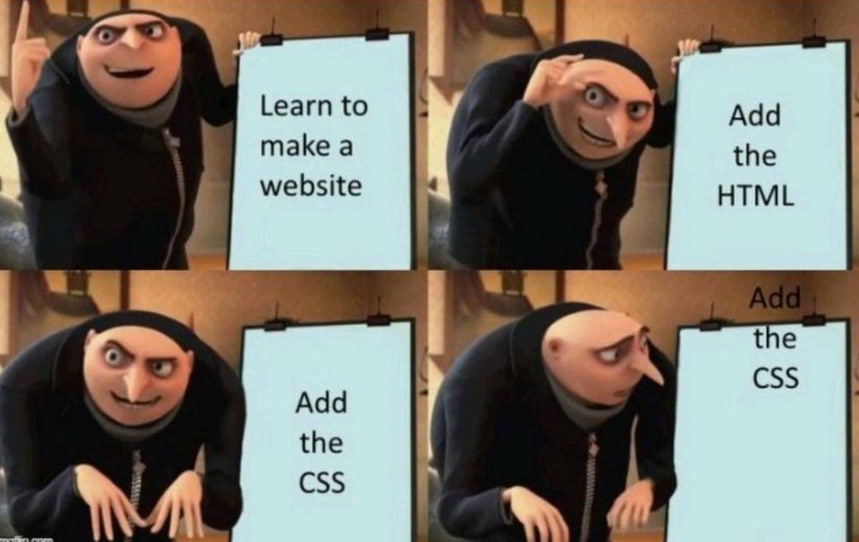 Learn to
make a
website
Add
the
HTML
Add
the
CSS
Add
the
CSS